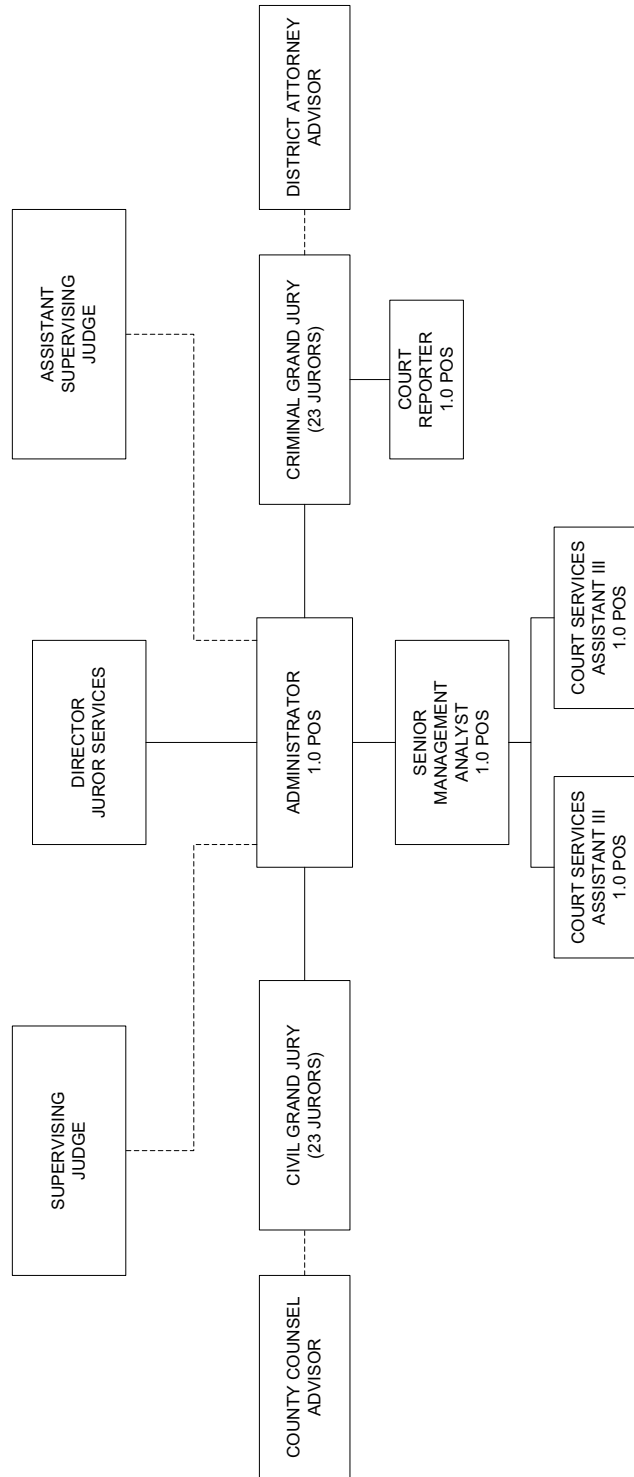 SUPERVISING
JUDGE
DIRECTOR
JUROR SERVICES
ASSISTANT
SUPERVISING
JUDGE
COUNTY COUNSEL
ADVISOR
CIVIL GRAND JURY
(23 JURORS)
ADMINISTRATOR
1.0 POS
CRIMINAL GRAND JURY
(23 JURORS)
DISTRICT ATTORNEY
ADVISOR
SENIOR
MANAGEMENT
ANALYST
1.0 POS
COURT
REPORTER
1.0 POS
COURT SERVICES
ASSISTANT III
1.0 POS
COURT SERVICES
ASSISTANT III
1.0 POS